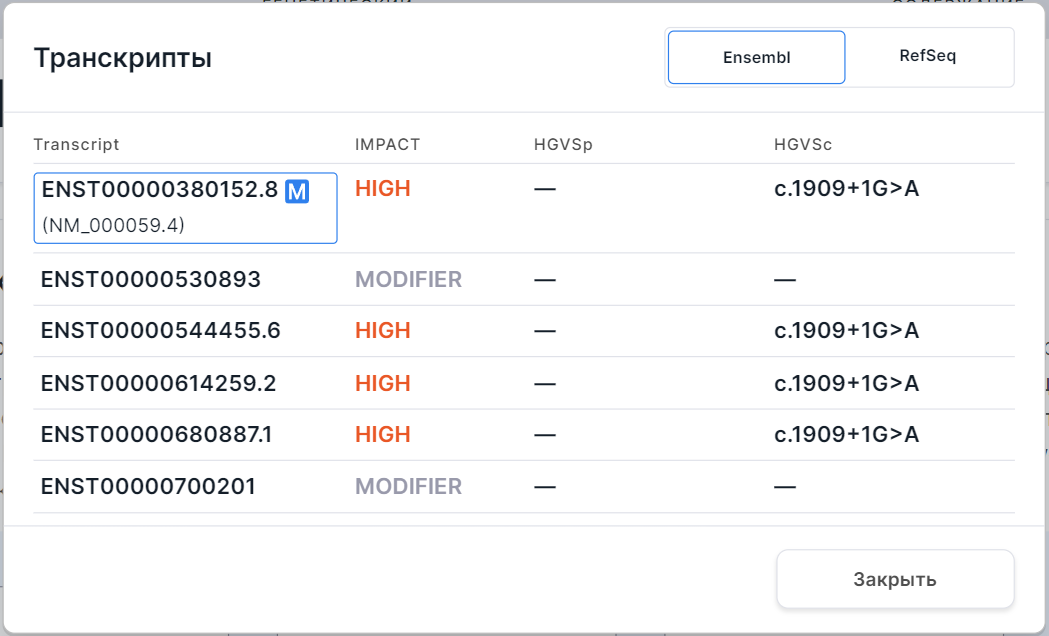 Транскрипты
Ensembl
RefSeq
Transcript IMPACT HGVSp HGVSc
ENST00000380152.8 M HIGH — c.1909+1G>A
(NM_000059.4)
ENST00000530893 MODIFIER — —
ENST00000544455.6 HIGH — c.1909+1G>A
ENST00000614259.2 HIGH — c.1909+1G>A
ENST00000680887.1 HIGH — c.1909+1G>A
ENST00000700201 MODIFIER — —
Закрыть